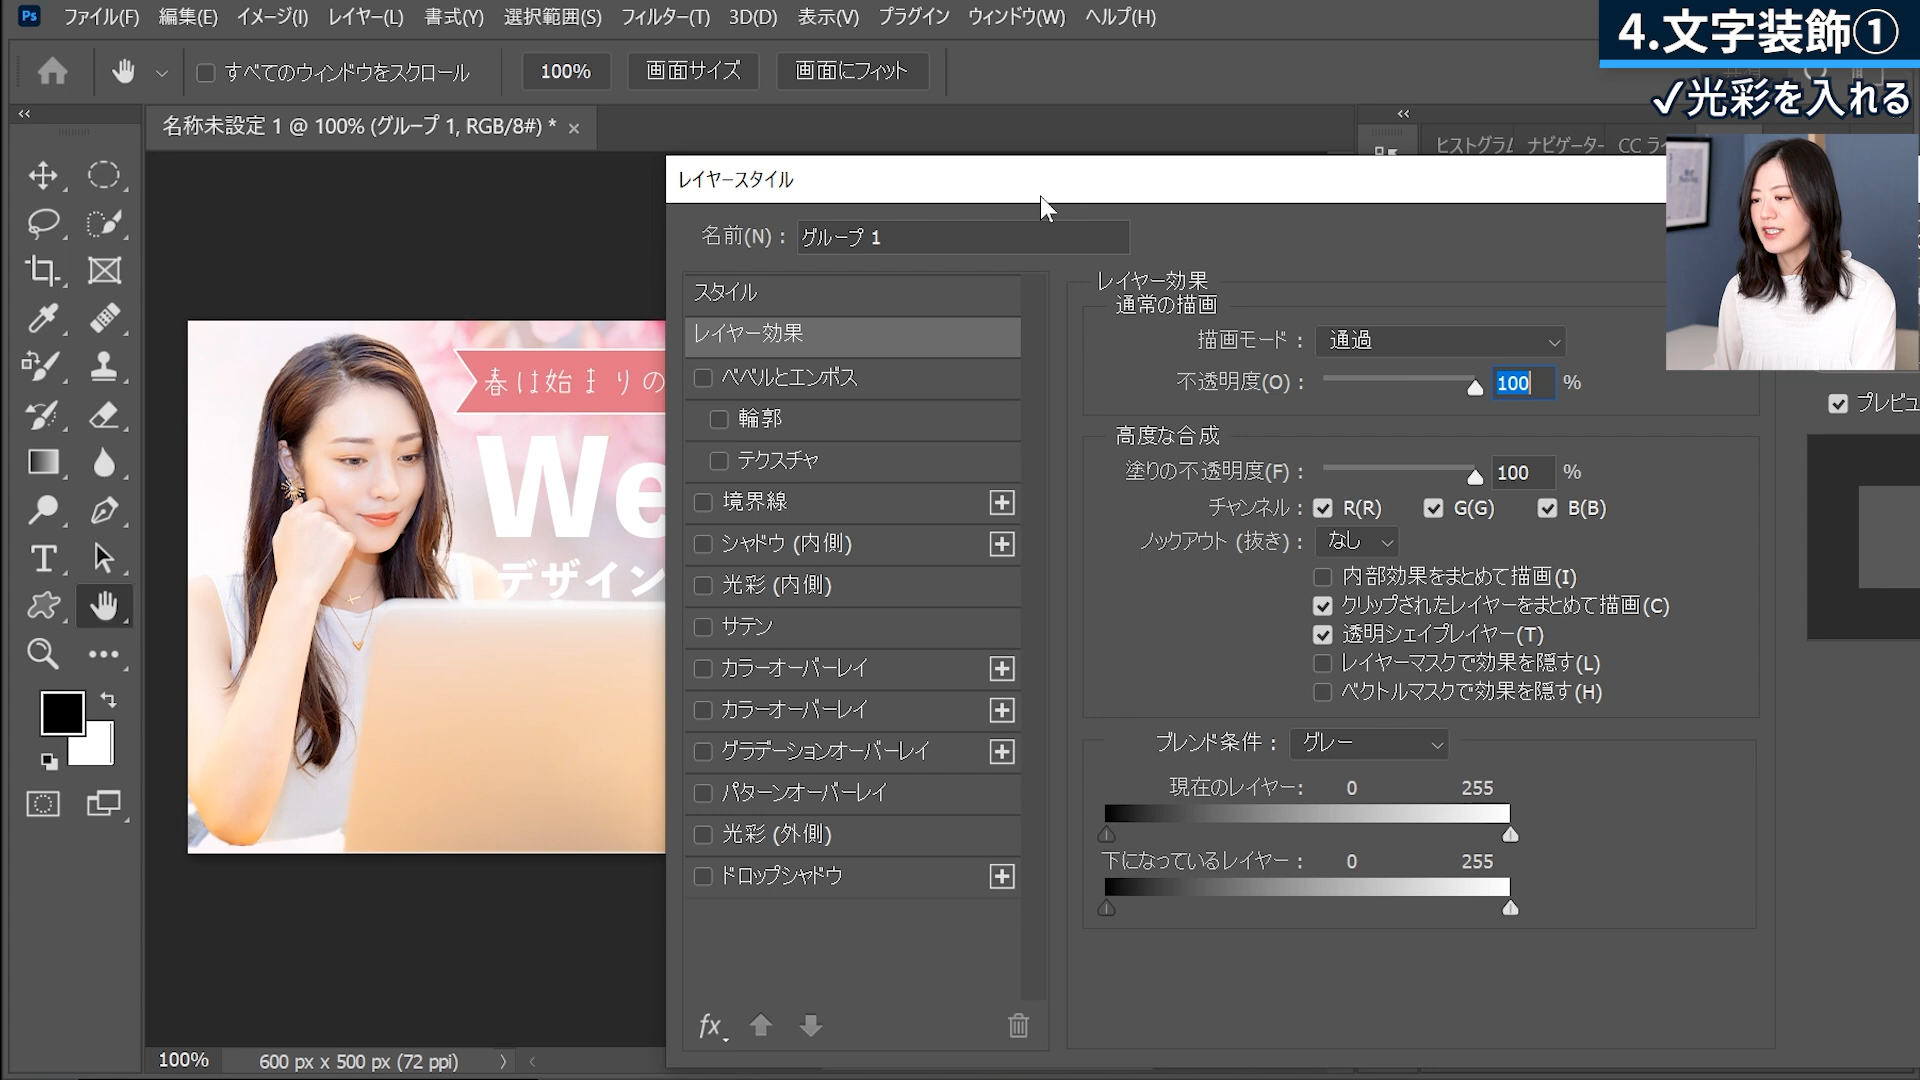 Ps ファイル(F) 編集(E) イメージ(I) レイヤー(L) 書式(Y) 選択範囲(S) フィルター(T) 3D(D) 表示(V) プラグイン ウィンドウ(W) ヘルプ(H)
4.文字装飾①
✓光彩を入れる
すべてのウィンドウをスクロール 100% 画面サイズ 画面にフィット
名称未設定 1 @ 100% (グループ 1, RGB/8#) * ×
ヒストグラム ナビゲーター CC ラ
レイヤースタイル
名前(N) : グループ 1
スタイル
レイヤー効果
ベベルとエンボス
輪郭
テクスチャ
境界線
シャドウ (内側)
光彩 (内側)
サテン
カラーオーバーレイ
カラーオーバーレイ
グラデーションオーバーレイ
パターンオーバーレイ
光彩 (外側)
ドロップシャドウ
fx
レイヤー効果
通常の描画
描画モード : 通過
不透明度(O) : 100 %
高度な合成
塗りの不透明度(F) : 100 %
チャンネル : R(R) G(G) B(B)
ノックアウト (抜き) : なし
内部効果をまとめて描画(I)
クリップされたレイヤーをまとめて描画(C)
透明シェイプレイヤー(T)
レイヤーマスクで効果を隠す(L)
ベクトルマスクで効果を隠す(H)
ブレンド条件 : グレー
現在のレイヤー : 0 255
下になっているレイヤー : 0 255
プレビュ
春は始まりの
We
デザイン
100% 600 px x 500 px (72 ppi)